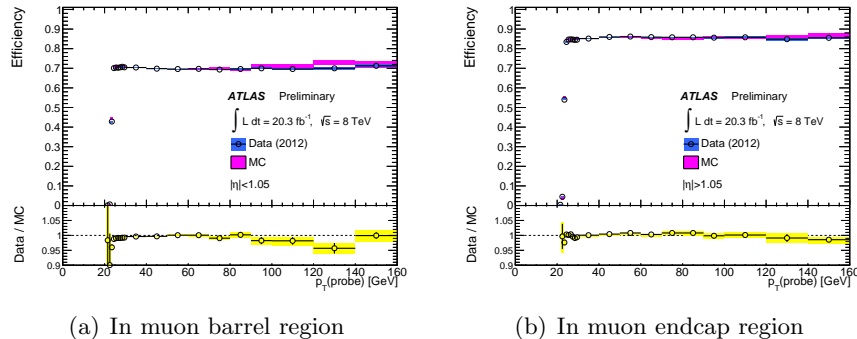 Efficiency
1
0.9
0.8
0.7
0.6
0.5
0.4
0.3
0.2
0.1
0
ATLAS Preliminary
∫ L dt = 20.3 fb⁻¹, √s = 8 TeV
Data (2012)
MC
|η|<1.05
Data / MC
1.05
1
0.95
0.9
0 20 40 60 80 100 120 140 160
p_T(probe) [GeV]
(a) In muon barrel region
Efficiency
1
0.9
0.8
0.7
0.6
0.5
0.4
0.3
0.2
0.1
0
ATLAS Preliminary
∫ L dt = 20.3 fb⁻¹, √s = 8 TeV
Data (2012)
MC
|η|>1.05
Data / MC
1.05
1
0.95
0.9
0 20 40 60 80 100 120 140 160
p_T(probe) [GeV]
(b) In muon endcap region